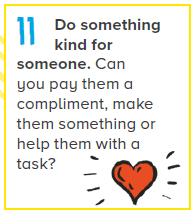 11 Do something
kind for
someone. Can
you pay them a
compliment, make
them something or
help them with a
task?